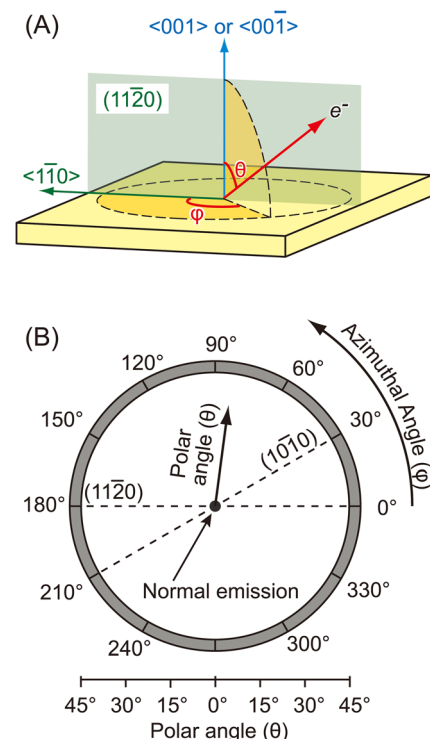 (A)
<001> or <001̄>
(112̄0)
e⁻
<11̄0>
θ
φ
(B)
Azimuthal Angle (φ)
90°
120°
60°
150°
30°
Polar
angle (θ)
(101̄0)
(112̄0)
180°
0°
210°
Normal emission
330°
240°
300°
45° 30° 15° 0° 15° 30° 45°
Polar angle (θ)